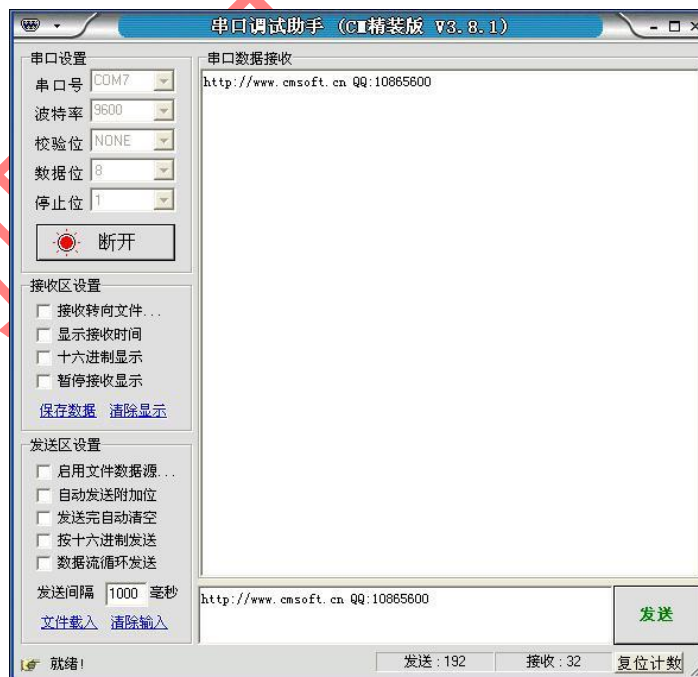 串口调试助手 (CM精装版 V3.8.1)
串口设置
串口号 COM7
波特率 9600
校验位 NONE
数据位 8
停止位 1
断开
接收区设置
接收转向文件...
显示接收时间
十六进制显示
暂停接收显示
保存数据 清除显示
发送区设置
启用文件数据源...
自动发送附加位
发送完自动清空
按十六进制发送
数据流循环发送
发送间隔 1000 毫秒
文件载入 清除输入
串口数据接收
http://www.cmsoft.cn QQ:10865600
http://www.cmsoft.cn QQ:10865600
发送
就绪!
发送:192
接收:32
复位计数